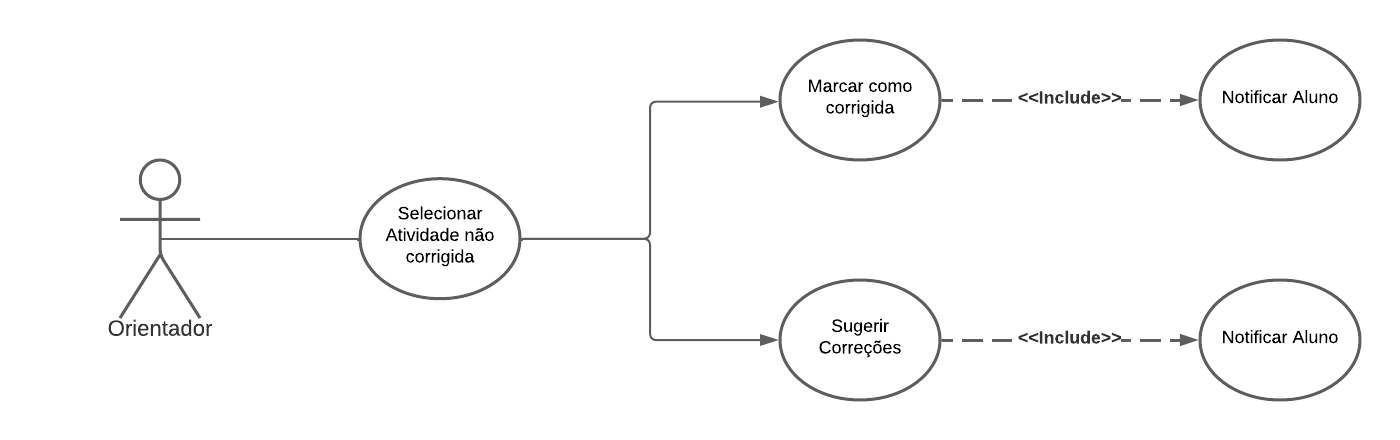 Orientador
Selecionar
Atividade não
corrigida
Marcar como
corrigida
<<Include>>
Notificar Aluno
Sugerir
Correções
<<Include>>
Notificar Aluno